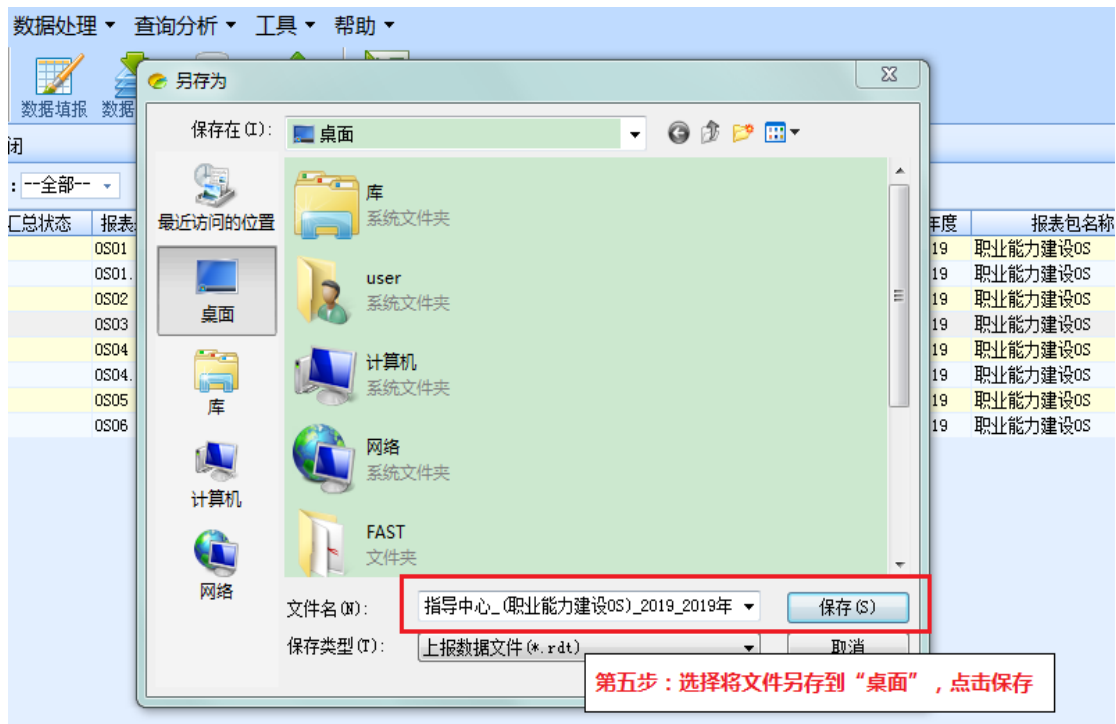 数据处理 查询分析 工具 帮助
数据填报 数据
另存为
闭
保存在(I): 桌面
: --全部--
汇总状态 报表 年度 报表包名称
0S01 19 职业能力建设0S
0S01. 19 职业能力建设0S
0S02 19 职业能力建设0S
0S03 19 职业能力建设0S
0S04 19 职业能力建设0S
0S04. 19 职业能力建设0S
0S05 19 职业能力建设0S
0S06 19 职业能力建设0S
最近访问的位置
桌面
库
计算机
网络
库
系统文件夹
user
系统文件夹
计算机
系统文件夹
网络
系统文件夹
FAST
文件夹
文件名(N): 指导中心_(职业能力建设0S)_2019_2019年 保存(S)
保存类型(T): 上报数据文件(*.rdt) 取消
第五步：选择将文件另存到“桌面”，点击保存